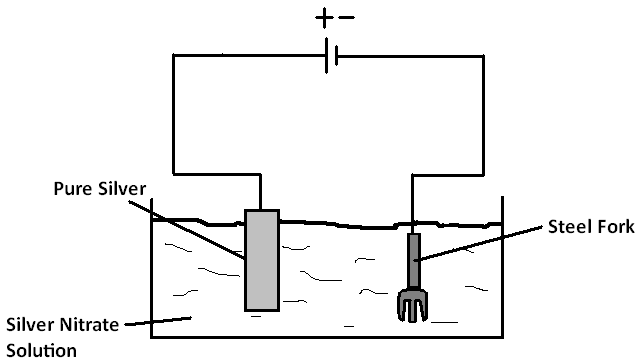 + -
Pure Silver
Steel Fork
Silver Nitrate
Solution